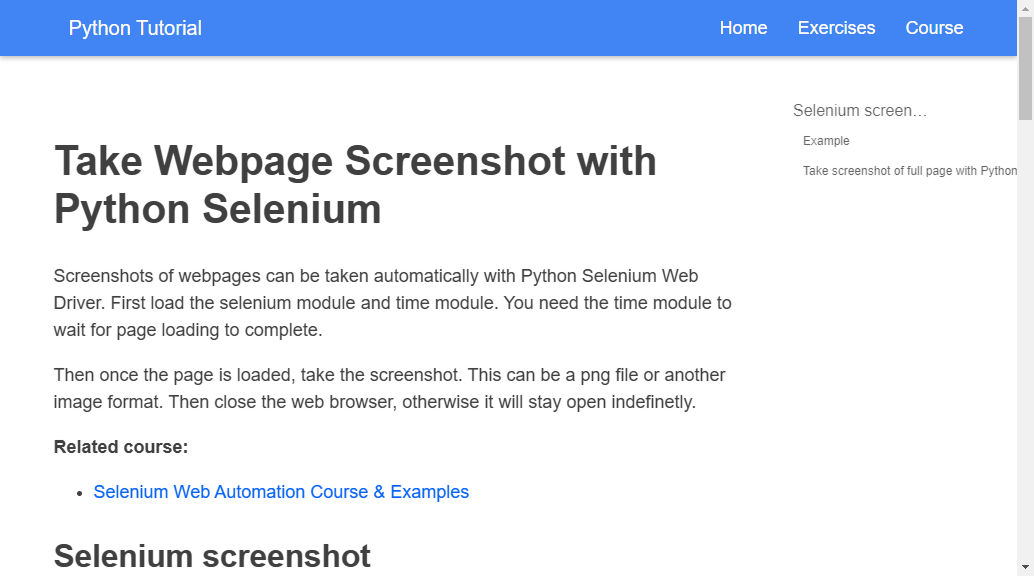 Python Tutorial
Home Exercises Course
Selenium screen…
Example
Take screenshot of full page with Python
Take Webpage Screenshot with
Python Selenium
Screenshots of webpages can be taken automatically with Python Selenium Web
Driver. First load the selenium module and time module. You need the time module to
wait for page loading to complete.
Then once the page is loaded, take the screenshot. This can be a png file or another
image format. Then close the web browser, otherwise it will stay open indefinetly.
Related course:
• Selenium Web Automation Course & Examples
Selenium screenshot